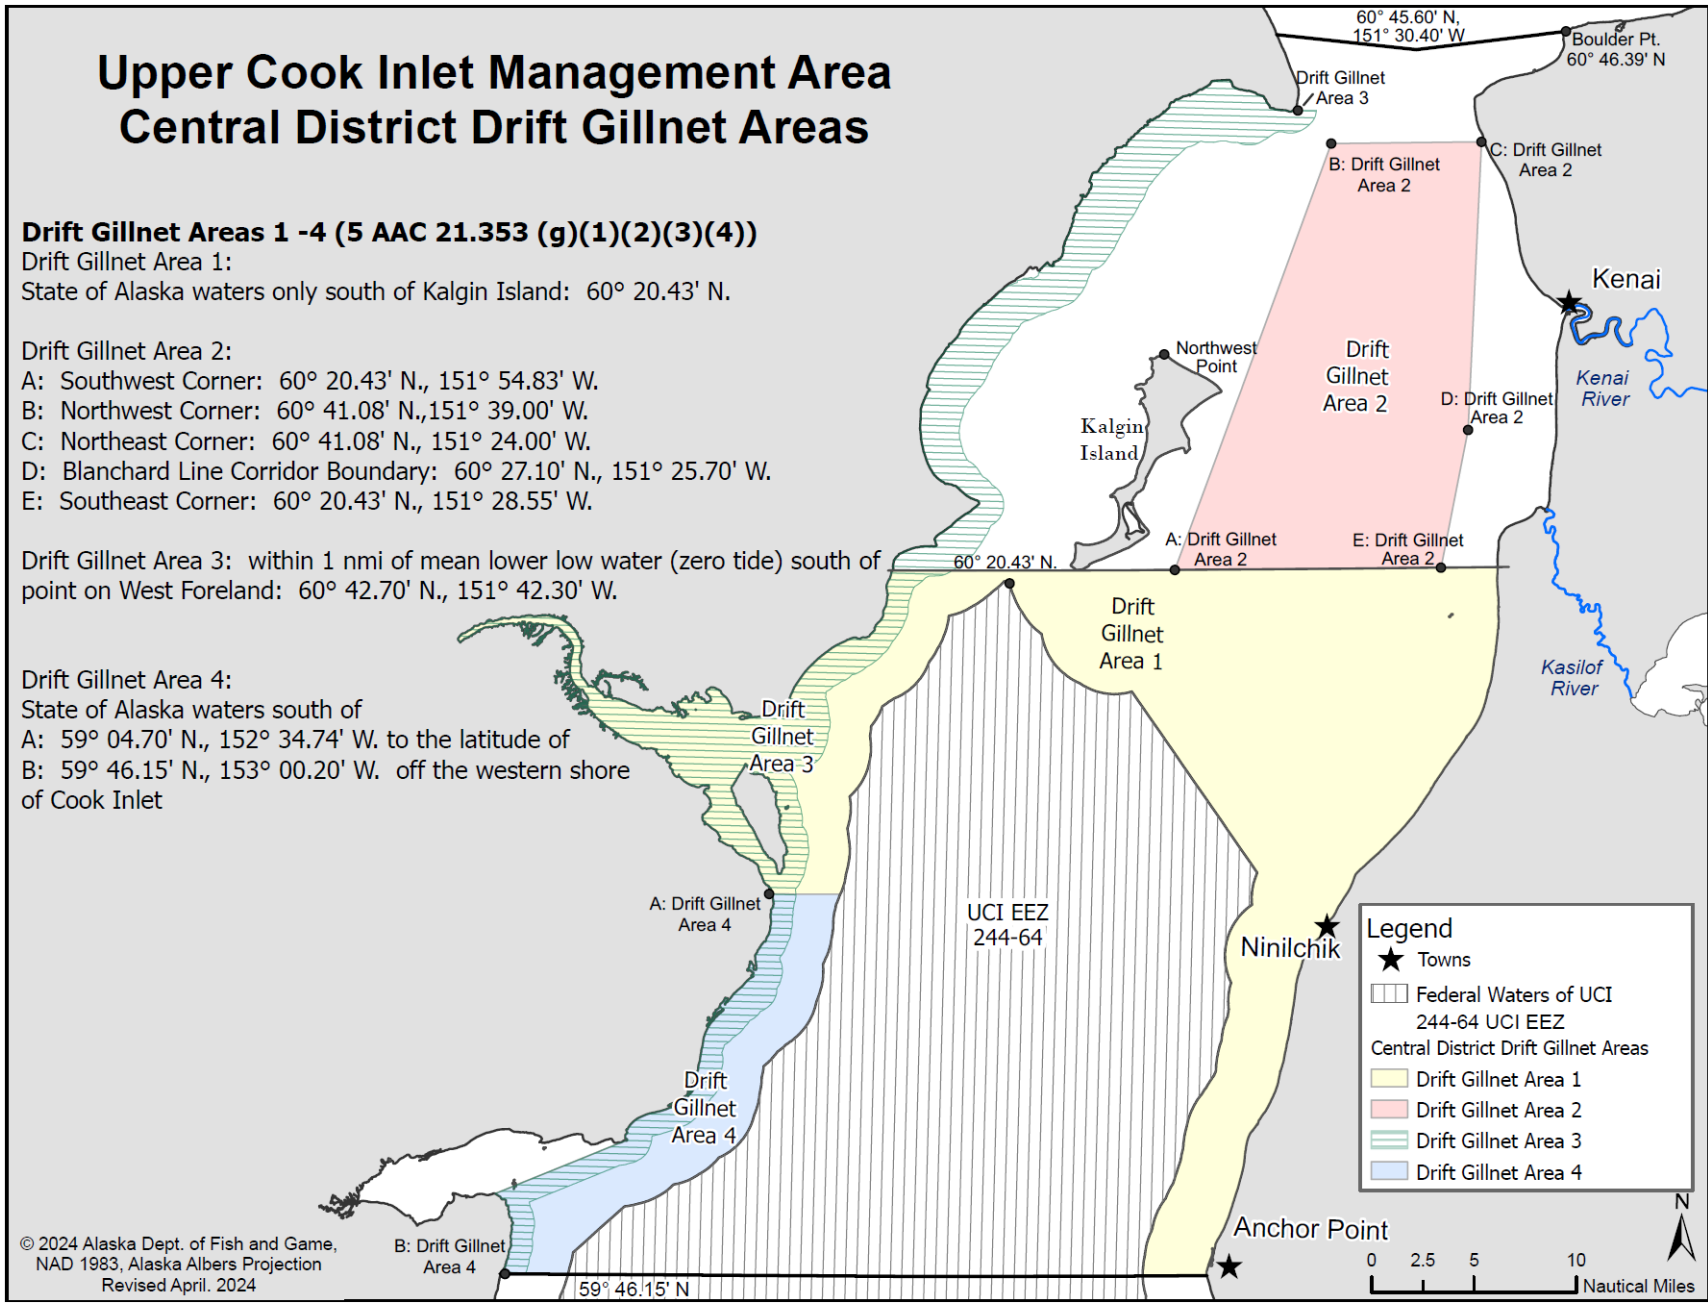 Upper Cook Inlet Management Area
Central District Drift Gillnet Areas
Drift Gillnet Areas 1 -4 (5 AAC 21.353 (g)(1)(2)(3)(4))
Drift Gillnet Area 1:
State of Alaska waters only south of Kalgin Island: 60° 20.43' N.
Drift Gillnet Area 2:
A: Southwest Corner: 60° 20.43' N., 151° 54.83' W.
B: Northwest Corner: 60° 41.08' N.,151° 39.00' W.
C: Northeast Corner: 60° 41.08' N., 151° 24.00' W.
D: Blanchard Line Corridor Boundary: 60° 27.10' N., 151° 25.70' W.
E: Southeast Corner: 60° 20.43' N., 151° 28.55' W.
Drift Gillnet Area 3: within 1 nmi of mean lower low water (zero tide) south of
point on West Foreland: 60° 42.70' N., 151° 42.30' W.
Drift Gillnet Area 4:
State of Alaska waters south of
A: 59° 04.70' N., 152° 34.74' W. to the latitude of
B: 59° 46.15' N., 153° 00.20' W. off the western shore
of Cook Inlet
60° 45.60' N,
151° 30.40' W
Boulder Pt.
60° 46.39' N
Drift Gillnet
Area 3
B: Drift Gillnet
Area 2
C: Drift Gillnet
Area 2
Kenai
Northwest
Point
Drift
Gillnet
Area 2
Kenai
River
D: Drift Gillnet
Area 2
Kalgin
Island
A: Drift Gillnet
Area 2
E: Drift Gillnet
Area 2
60° 20.43' N.
Drift
Gillnet
Area 1
Kasilof
River
Drift
Gillnet
Area 3
A: Drift Gillnet
Area 4
UCI EEZ
244-64
Ninilchik
Drift
Gillnet
Area 4
Anchor Point
B: Drift Gillnet
Area 4
59° 46.15' N
Legend
Towns
Federal Waters of UCI
244-64 UCI EEZ
Central District Drift Gillnet Areas
Drift Gillnet Area 1
Drift Gillnet Area 2
Drift Gillnet Area 3
Drift Gillnet Area 4
N
0 2.5 5 10
Nautical Miles
© 2024 Alaska Dept. of Fish and Game,
NAD 1983, Alaska Albers Projection
Revised April. 2024